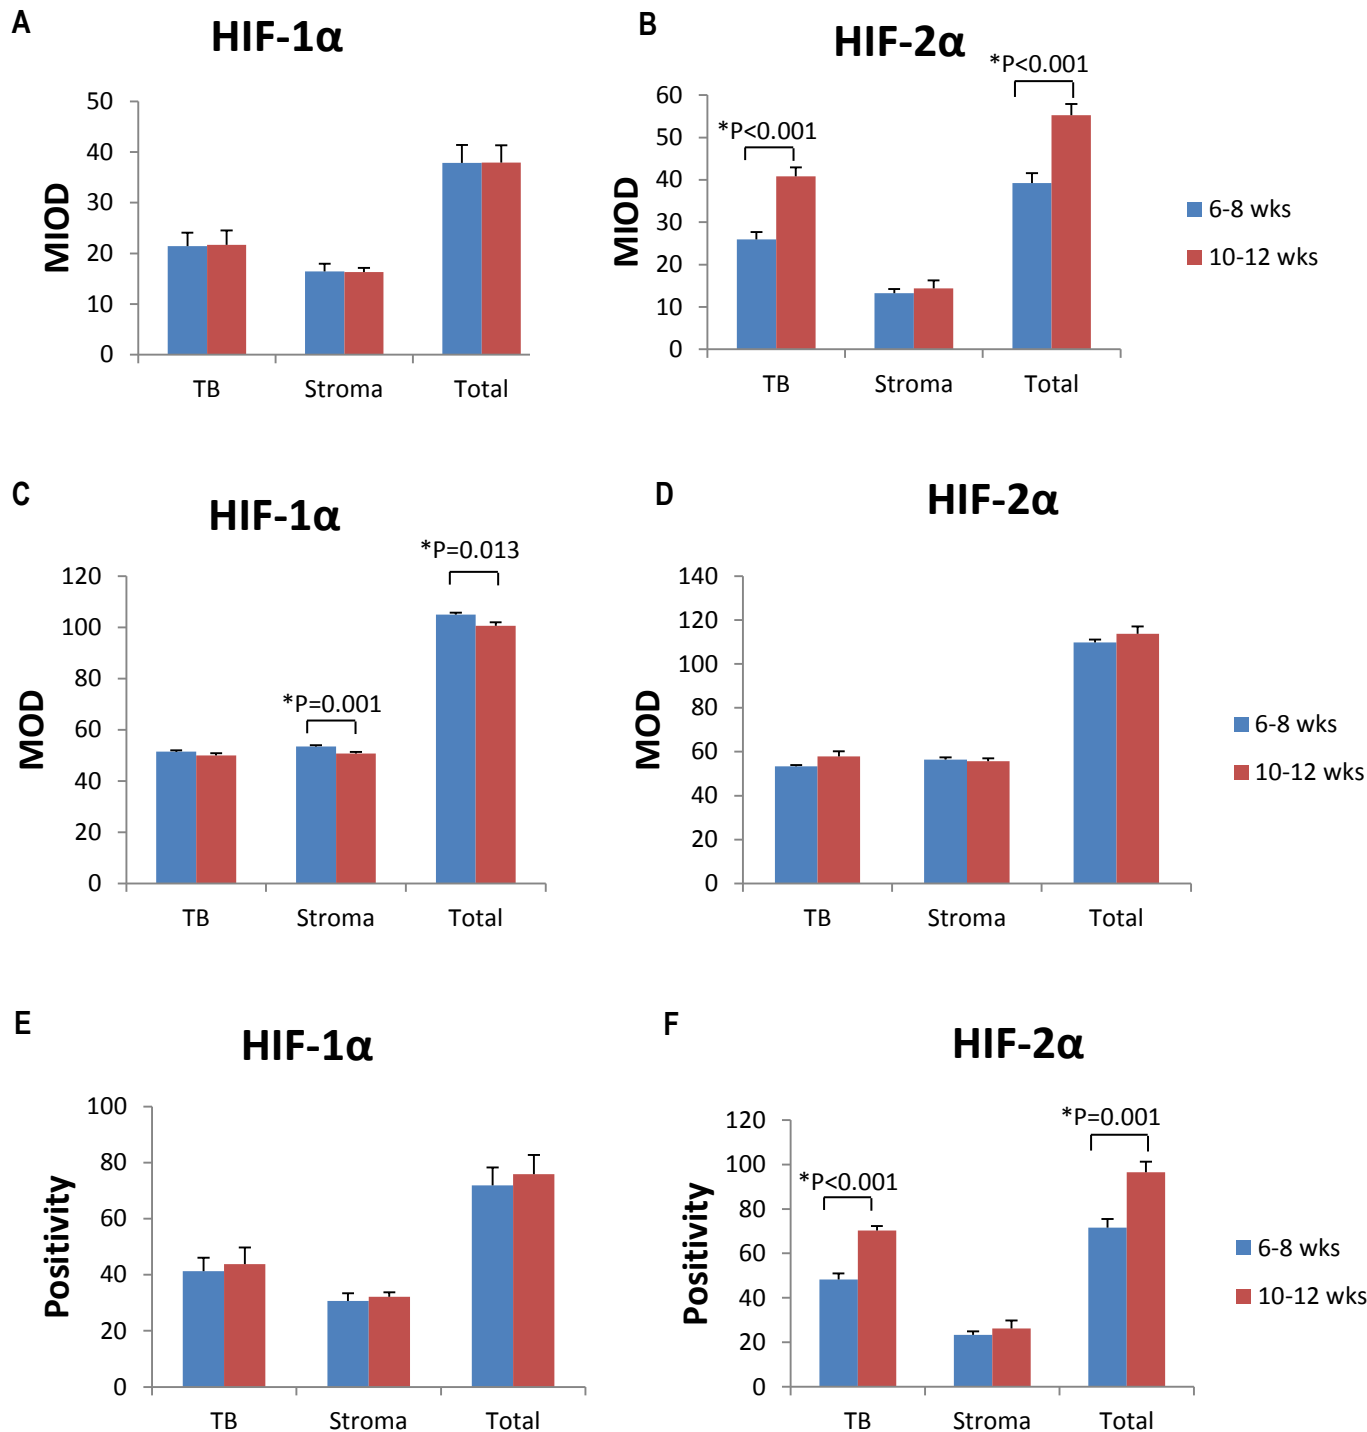 A
HIF-1α
50
40
30
20
10
0
MIOD
TB Stroma Total
B
HIF-2α
*P<0.001
*P<0.001
60
50
40
30
20
10
0
MIOD
TB Stroma Total
6-8 wks
10-12 wks
C
HIF-1α
*P=0.013
*P=0.001
120
100
80
60
40
20
0
MOD
TB Stroma Total
D
HIF-2α
140
120
100
80
60
40
20
0
MOD
TB Stroma Total
6-8 wks
10-12 wks
E
HIF-1α
100
80
60
40
20
0
Positivity
TB Stroma Total
F
HIF-2α
*P=0.001
*P<0.001
120
100
80
60
40
20
0
Positivity
TB Stroma Total
6-8 wks
10-12 wks